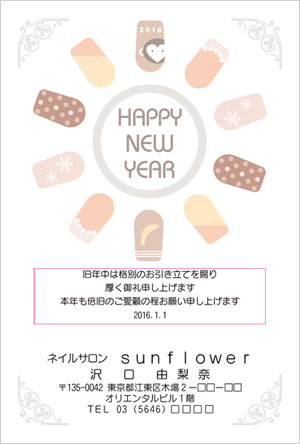 2016
HAPPY
NEW
YEAR
旧年中は格別のお引き立てを賜り
厚く御礼申し上げます
本年も倍旧のご愛顧の程お願い申し上げます
2016.1.1
ネイルサロン sunflower
沢口由梨奈
〒135-0042 東京都江東区木場2ー□□ー□□
オリエンタルビル1階
TEL 03 (5646) □□□□